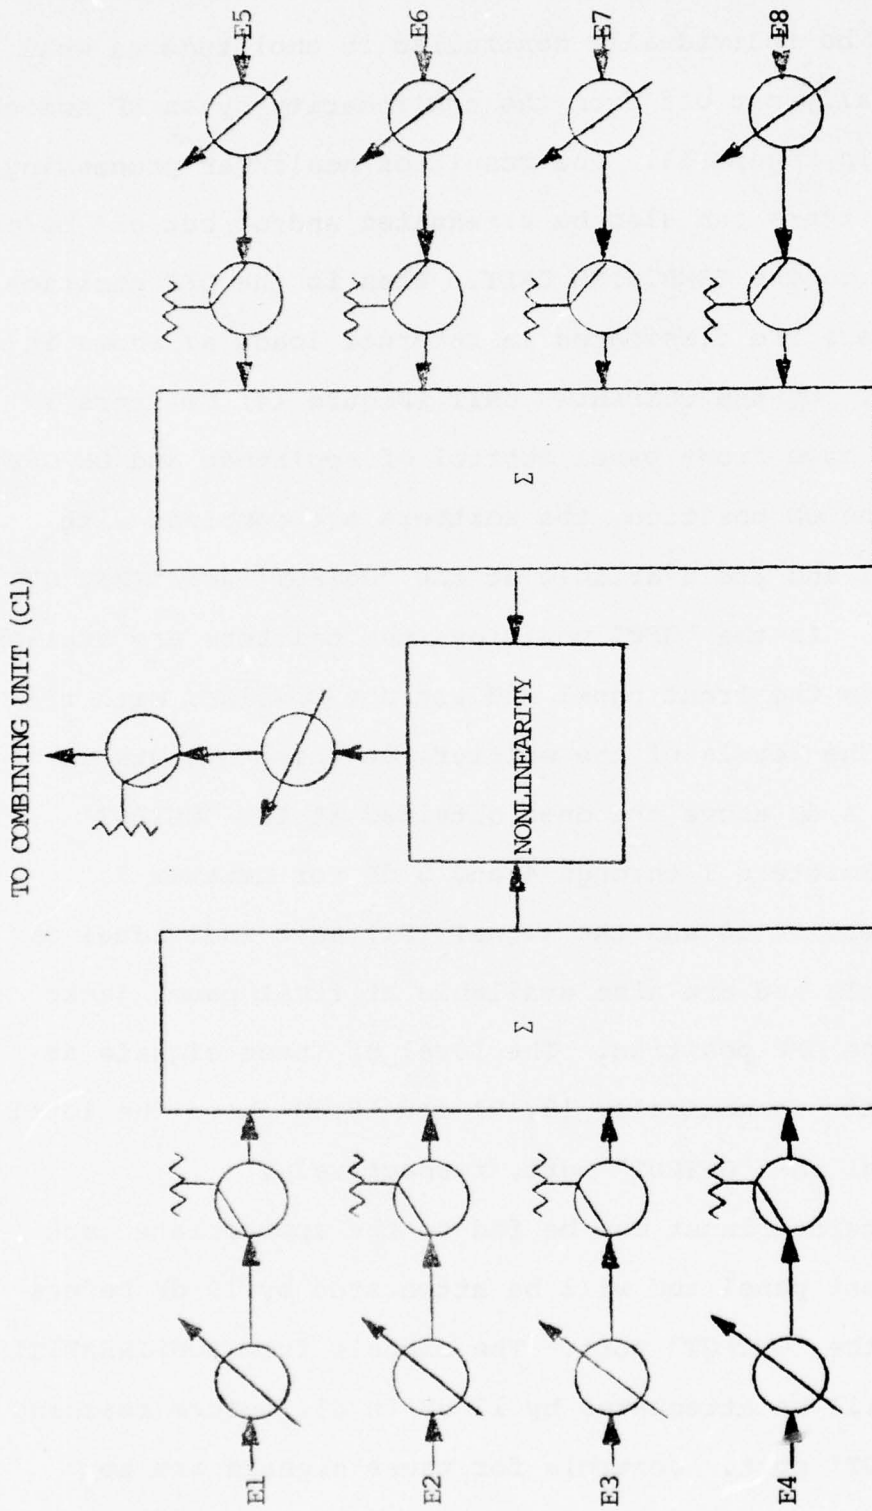 TO COMBINING UNIT (C1)
E1
E2
E3
E4
Σ
NONLINEARITY
Σ
E5
E6
E7
E8